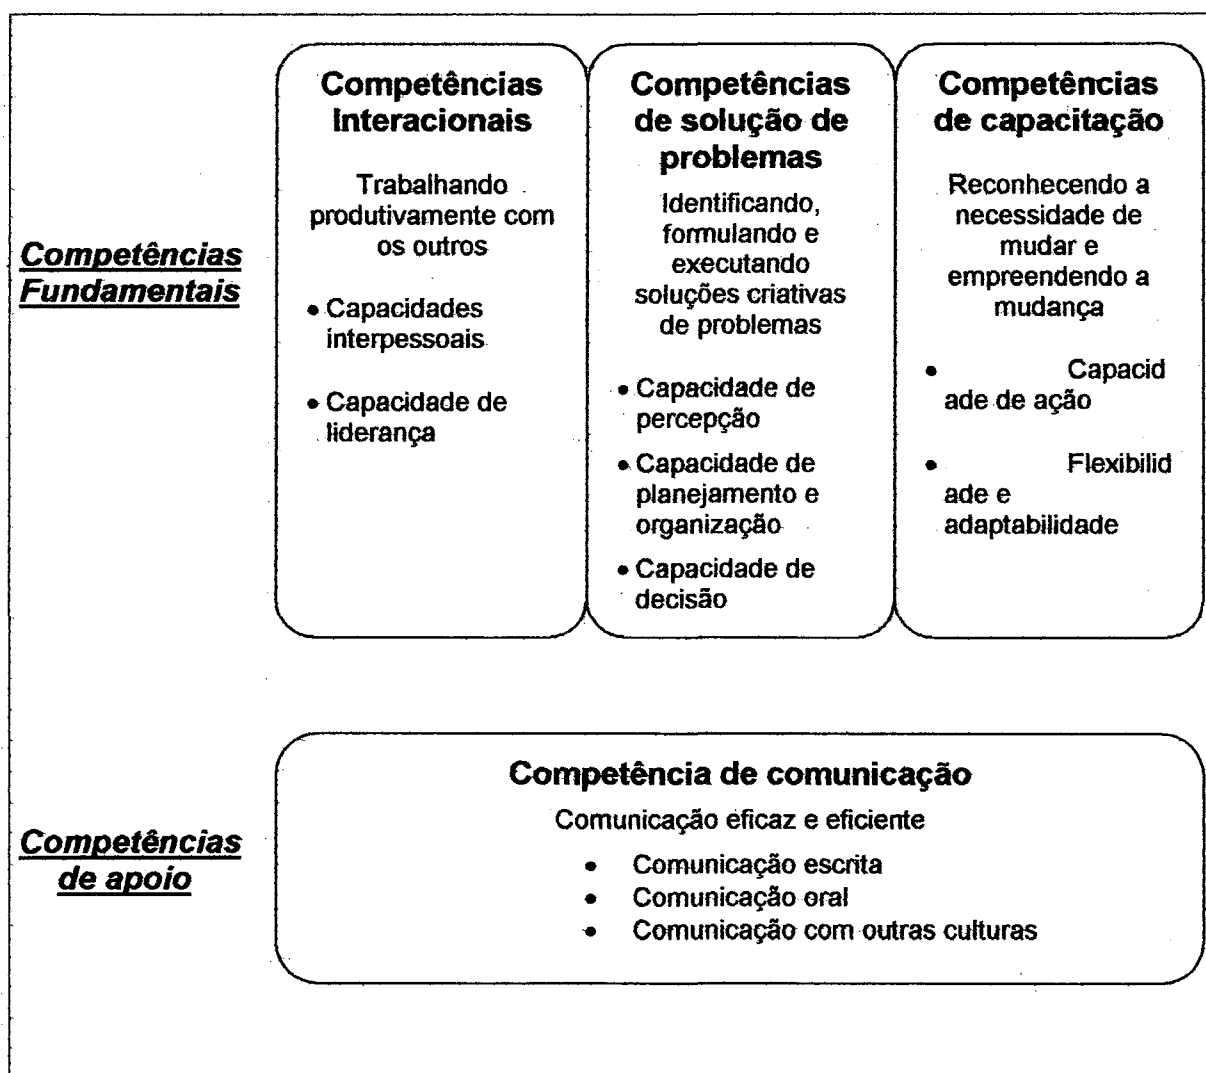 Competências
Fundamentais
Competências
Interacionais
Trabalhando
produtivamente com
os outros
• Capacidades
interpessoais
• Capacidade de
liderança
Competências
de solução de
problemas
Identificando,
formulando e
executando
soluções criativas
de problemas
• Capacidade de
percepção
• Capacidade de
planejamento e
organização
• Capacidade de
decisão
Competências
de capacitação
Reconhecendo a
necessidade de
mudar e
empreendendo a
mudança
• Capacid
ade de ação
• Flexibilid
ade e
adaptabilidade
Competências
de apoio
Competência de comunicação
Comunicação eficaz e eficiente
• Comunicação escrita
• Comunicação oral
• Comunicação com outras culturas